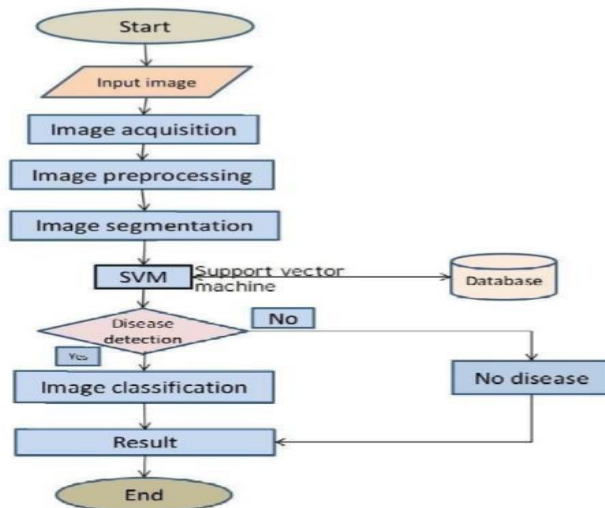 Start
Input image
Image acquisition
Image preprocessing
Image segmentation
SVM
Support vector
machine
Database
Disease
detection
No
Yes
Image classification
No disease
Result
End